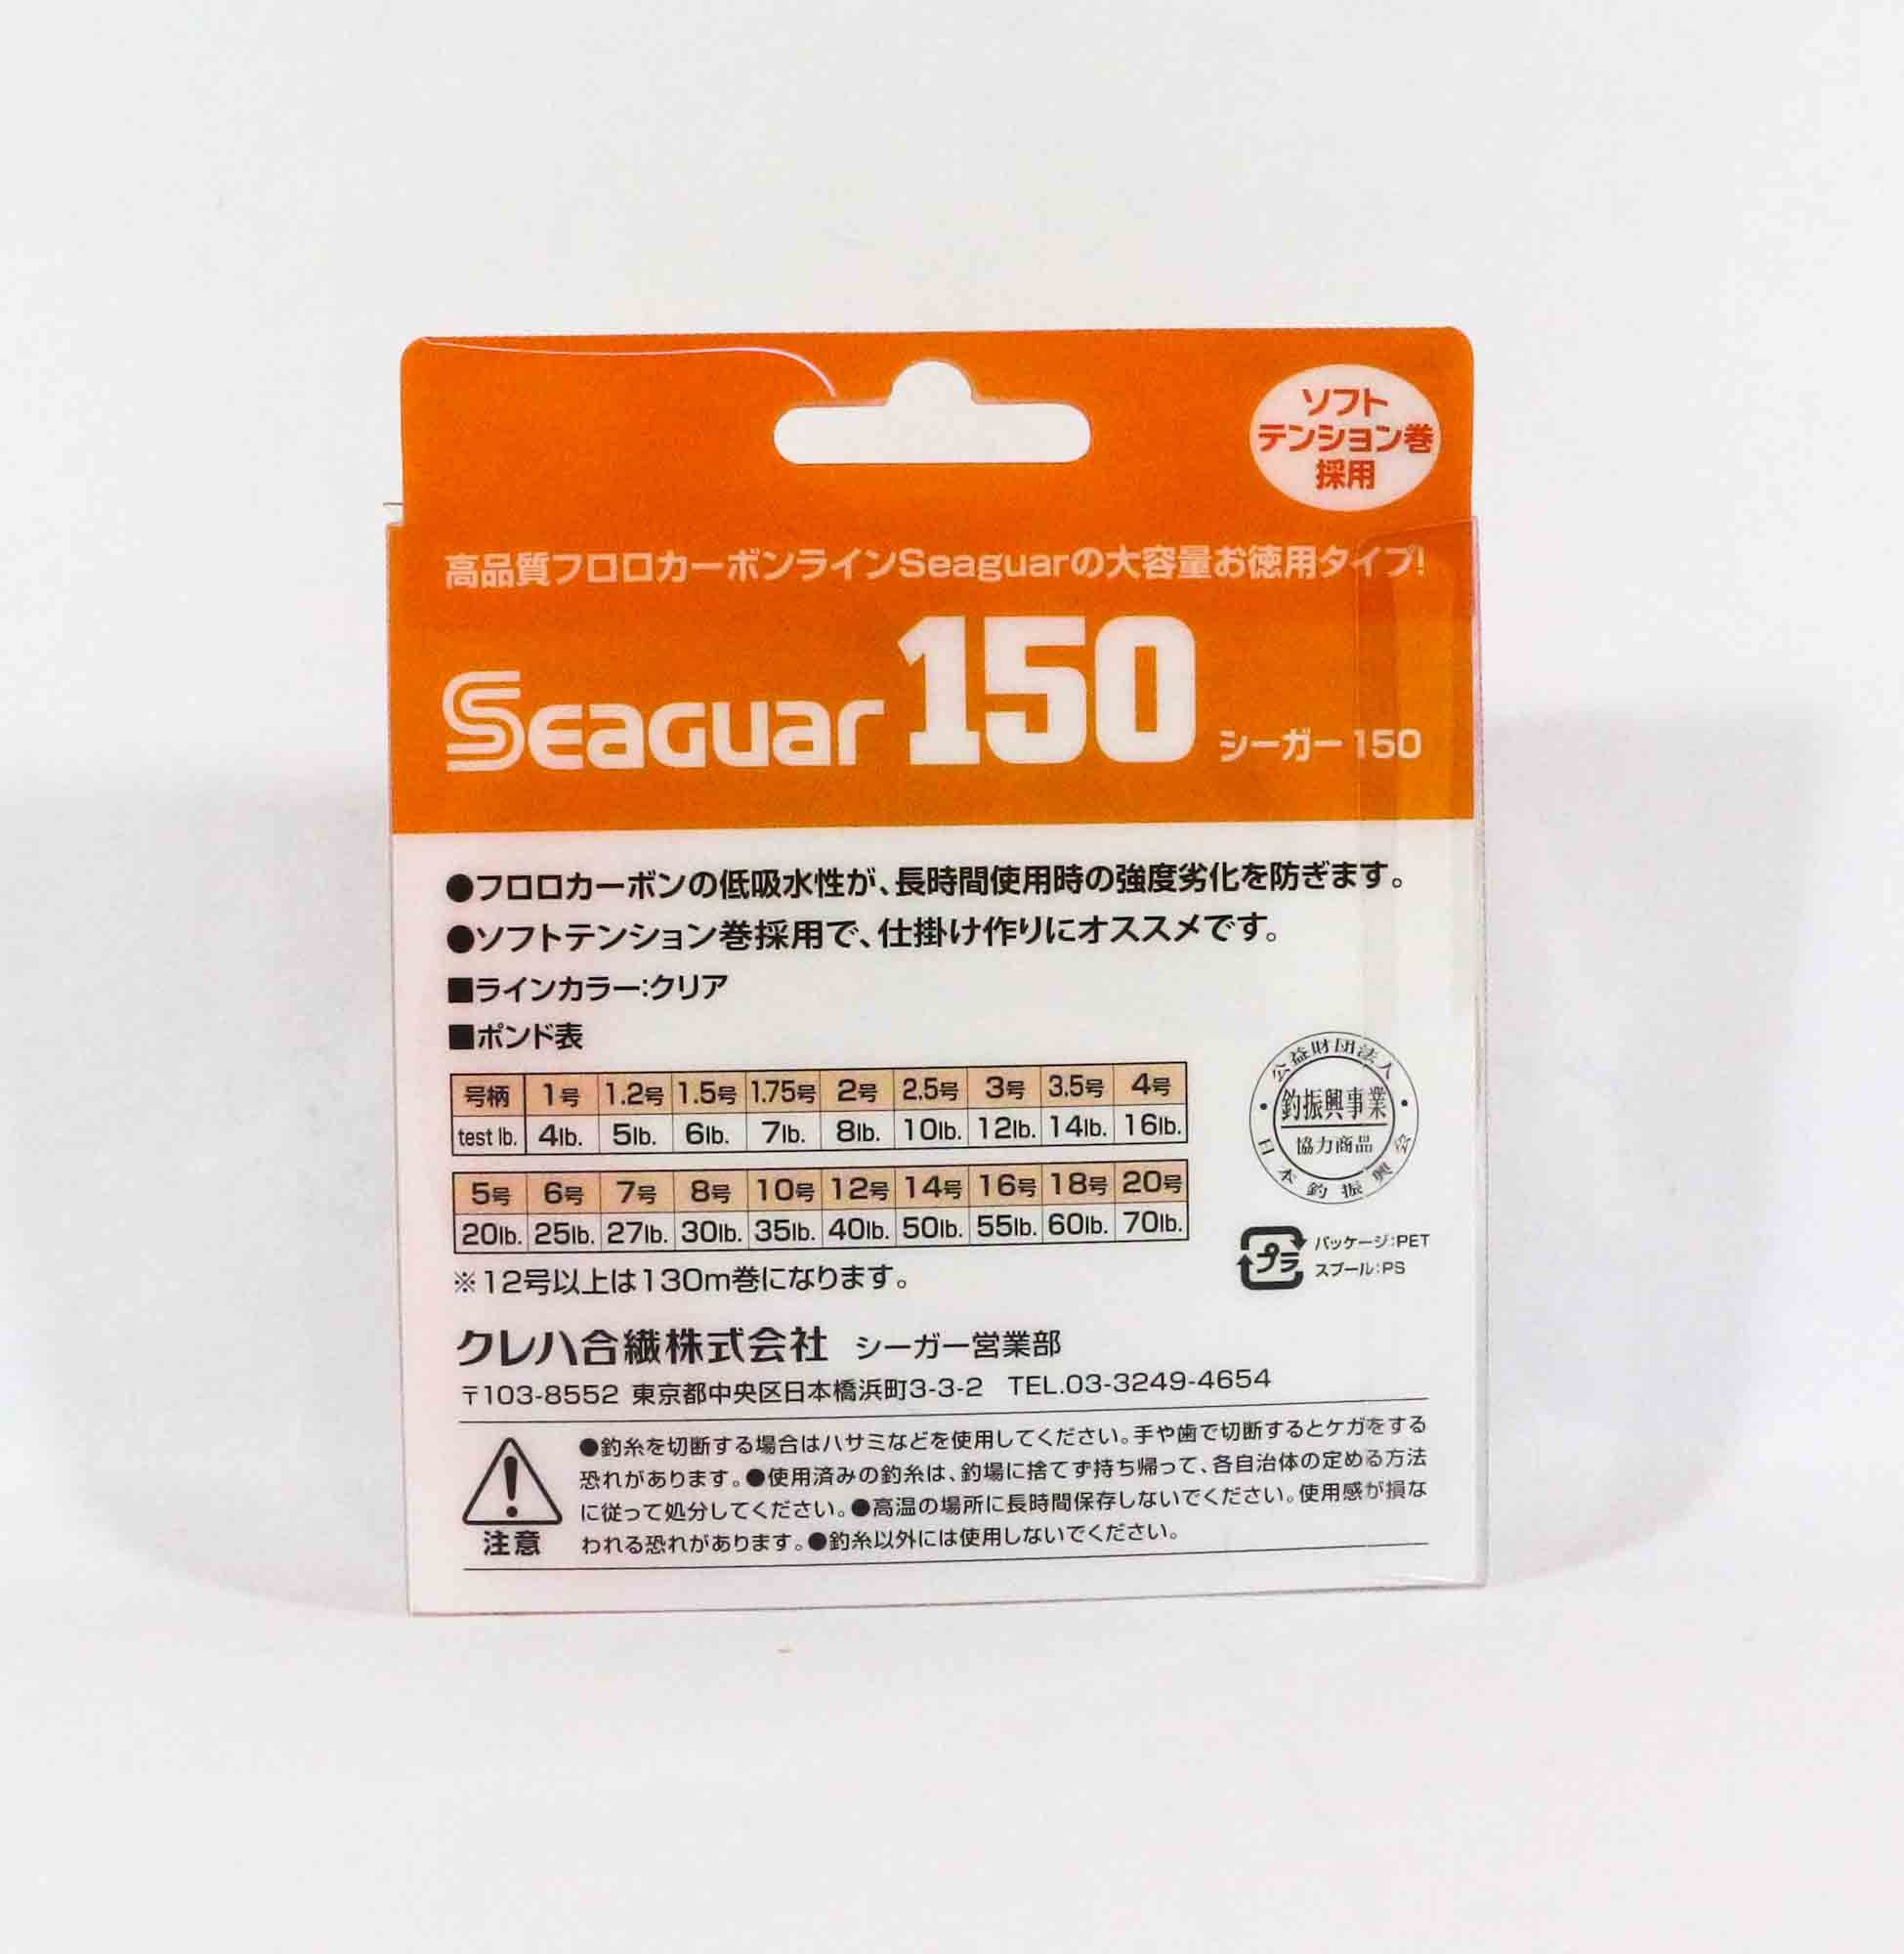 ソフト
テンション巻
採用
高品質フロロカーボンラインSeaguarの大容量お徳用タイプ!
Seaguar 150 シーガー 150
●フロロカーボンの低吸水性が、長時間使用時の強度劣化を防ぎます。
●ソフトテンション巻採用で、仕掛け作りにオススメです。
■ラインカラー:クリア
■ポンド表
号柄 1号 1.2号 1.5号 1.75号 2号 2.5号 3号 3.5号 4号
test lb. 4lb. 5lb. 6lb. 7lb. 8lb. 10lb. 12lb. 14lb. 16lb.
5号 6号 7号 8号 10号 12号 14号 16号 18号 20号
20lb. 25lb. 27lb. 30lb. 35lb. 40lb. 50lb. 55lb. 60lb. 70lb.
※12号以上は130m巻になります。
公益財団法人
釣振興事業
協力商品
日本釣振興会
プラ
パッケージ:PET
スプール:PS
クレハ合繊株式会社 シーガー営業部
〒103-8552 東京都中央区日本橋浜町3-3-2 TEL.03-3249-4654
注意
●釣糸を切断する場合はハサミなどを使用してください。手や歯で切断するとケガをする
恐れがあります。●使用済みの釣糸は、釣場に捨てず持ち帰って、各自治体の定める方法
に従って処分してください。●高温の場所に長時間保存しないでください。使用感が損な
われる恐れがあります。●釣糸以外には使用しないでください。